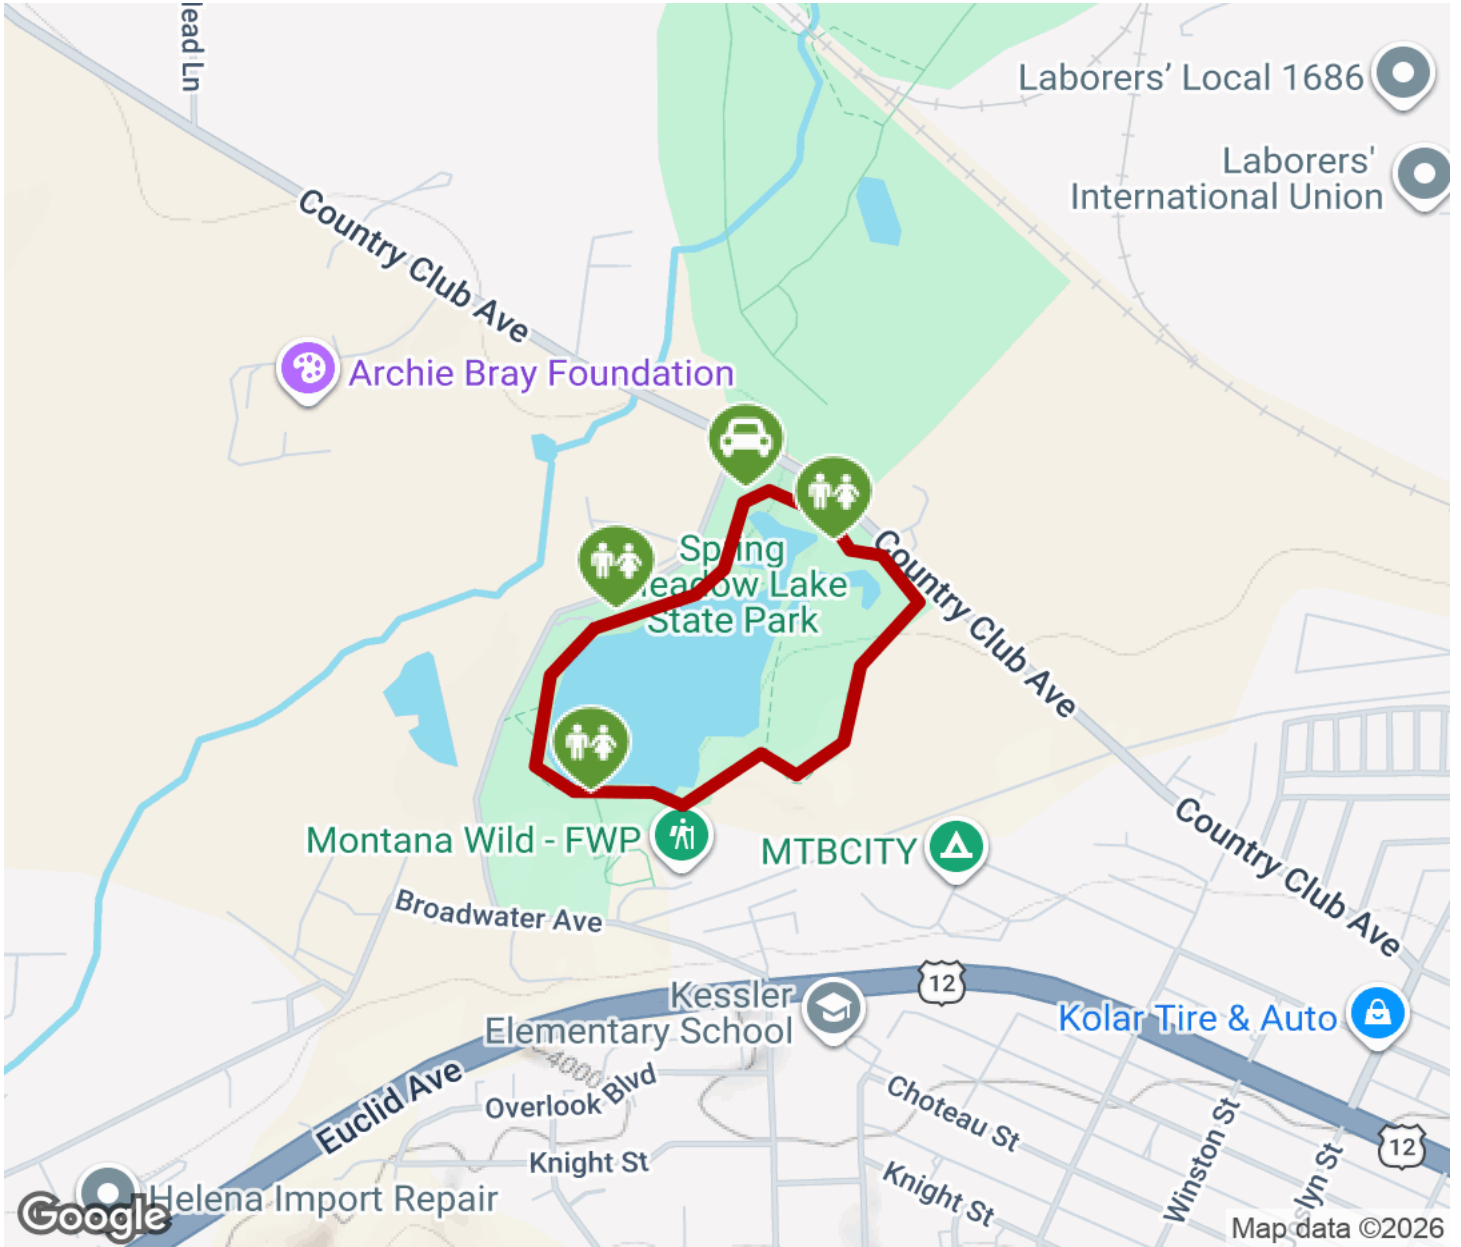 lead Ln
Laborers' Local 1686
Laborers'
International Union
Country Club Ave
Archie Bray Foundation
Spring
Meadow Lake
State Park
Country Club Ave
Montana Wild - FWP
MTBCITY
Country Club Ave
Broadwater Ave
12
Kessler
Elementary School
Kolar Tire & Auto
4000
Euclid Ave
Overlook Blvd
Choteau St
Knight St
Knight St
Winston St
oslyn St
12
Helena Import Repair
Google
Map data ©2026